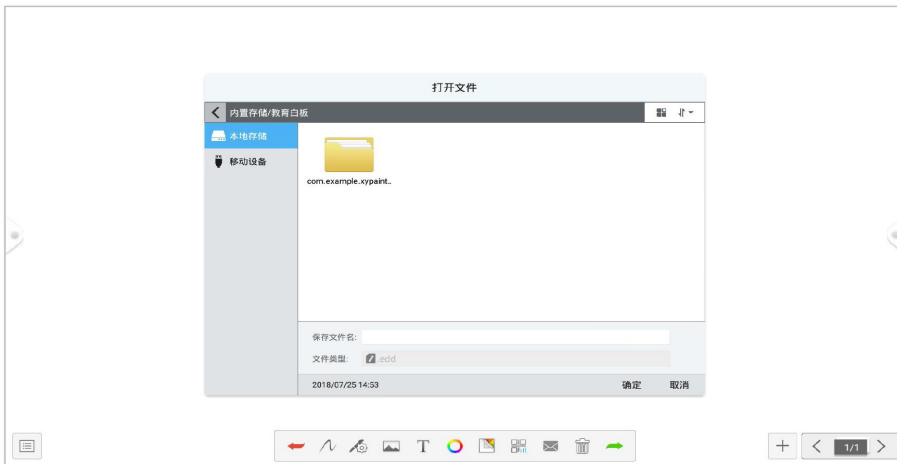 打开文件
内置存储/教育白板
本地存储
移动设备
com.example.xypaint..
保存文件名:
文件类型: .edd
2018/07/25 14:53 确定 取消
T
1/1